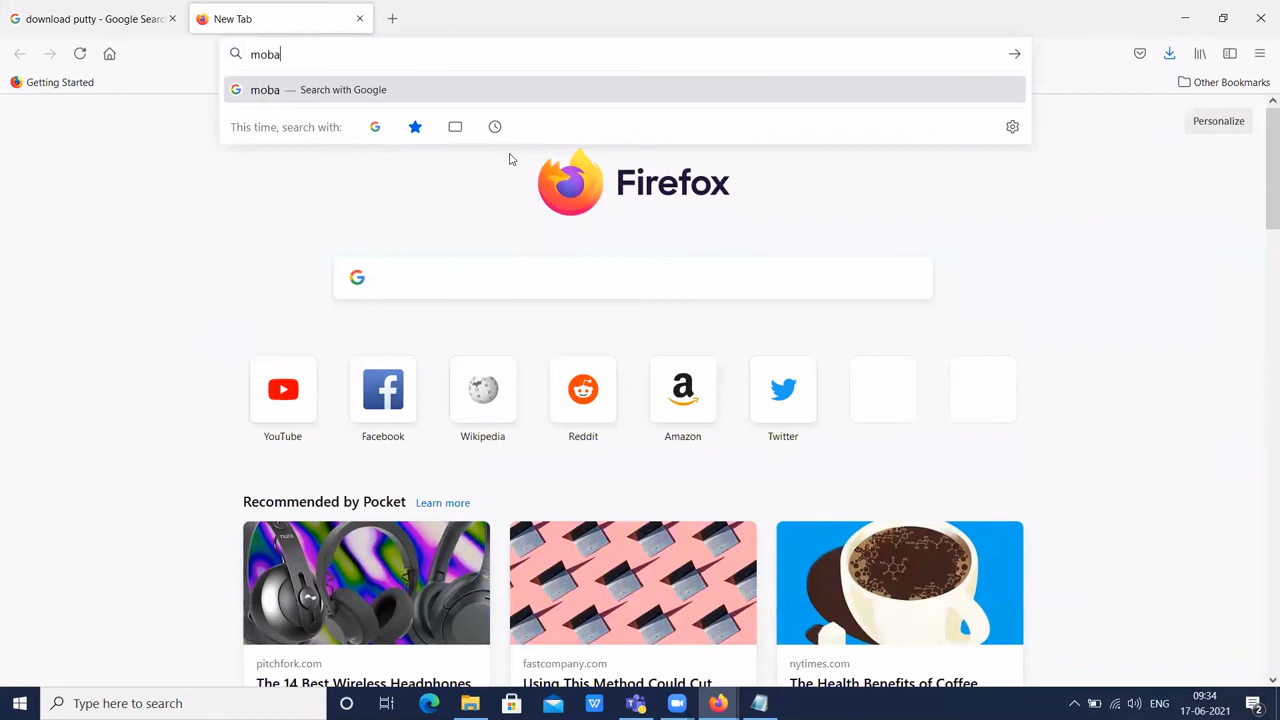 download putty - Google Searc
New Tab
moba
moba — Search with Google
Getting Started
Other Bookmarks
This time, search with:
Personalize
Firefox
YouTube
Facebook
Wikipedia
Reddit
Amazon
Twitter
Recommended by Pocket Learn more
pitchfork.com
fastcompany.com
nytimes.com
The 14 Best Wireless Headphones
Using This Method Could Cut
The Health Benefits of Coffee
Type here to search
ENG
09:34
17-06-2021
2